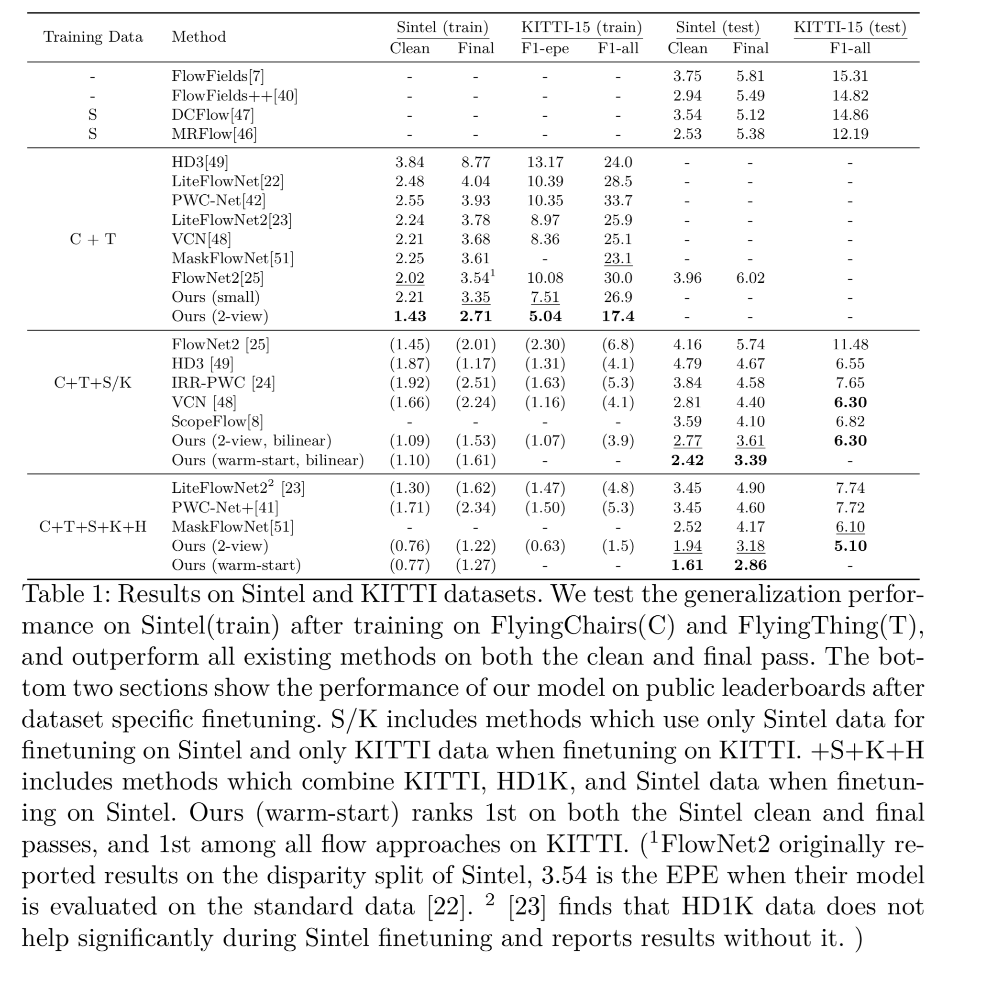 Training Data Method Sintel (train) KITTI-15 (train) Sintel (test) KITTI-15 (test)
Clean Final F1-epe F1-all Clean Final F1-all
- FlowFields[7] - - - - 3.75 5.81 15.31
- FlowFields++[40] - - - - 2.94 5.49 14.82
S DCFlow[47] - - - - 3.54 5.12 14.86
S MRFlow[46] - - - - 2.53 5.38 12.19
HD3[49] 3.84 8.77 13.17 24.0 - - -
LiteFlowNet[22] 2.48 4.04 10.39 28.5 - - -
PWC-Net[42] 2.55 3.93 10.35 33.7 - - -
LiteFlowNet2[23] 2.24 3.78 8.97 25.9 - - -
C + T VCN[48] 2.21 3.68 8.36 25.1 - - -
MaskFlowNet[51] 2.25 3.61 - 23.1 - - -
FlowNet2[25] 2.02 3.54¹ 10.08 30.0 3.96 6.02 -
Ours (small) 2.21 3.35 7.51 26.9 - - -
Ours (2-view) 1.43 2.71 5.04 17.4 - - -
FlowNet2 [25] (1.45) (2.01) (2.30) (6.8) 4.16 5.74 11.48
HD3 [49] (1.87) (1.17) (1.31) (4.1) 4.79 4.67 6.55
C+T+S/K IRR-PWC [24] (1.92) (2.51) (1.63) (5.3) 3.84 4.58 7.65
VCN [48] (1.66) (2.24) (1.16) (4.1) 2.81 4.40 6.30
ScopeFlow[8] - - - - 3.59 4.10 6.82
Ours (2-view, bilinear) (1.09) (1.53) (1.07) (3.9) 2.77 3.61 6.30
Ours (warm-start, bilinear) (1.10) (1.61) - - 2.42 3.39 -
LiteFlowNet2² [23] (1.30) (1.62) (1.47) (4.8) 3.45 4.90 7.74
PWC-Net+[41] (1.71) (2.34) (1.50) (5.3) 3.45 4.60 7.72
C+T+S+K+H MaskFlowNet[51] - - - - 2.52 4.17 6.10
Ours (2-view) (0.76) (1.22) (0.63) (1.5) 1.94 3.18 5.10
Ours (warm-start) (0.77) (1.27) - - 1.61 2.86 -
Table 1: Results on Sintel and KITTI datasets. We test the generalization perfor-
mance on Sintel(train) after training on FlyingChairs(C) and FlyingThing(T),
and outperform all existing methods on both the clean and final pass. The bot-
tom two sections show the performance of our model on public leaderboards after
dataset specific finetuning. S/K includes methods which use only Sintel data for
finetuning on Sintel and only KITTI data when finetuning on KITTI. +S+K+H
includes methods which combine KITTI, HD1K, and Sintel data when finetun-
ing on Sintel. Ours (warm-start) ranks 1st on both the Sintel clean and final
passes, and 1st among all flow approaches on KITTI. (¹FlowNet2 originally re-
ported results on the disparity split of Sintel, 3.54 is the EPE when their model
is evaluated on the standard data [22]. ² [23] finds that HD1K data does not
help significantly during Sintel finetuning and reports results without it. )